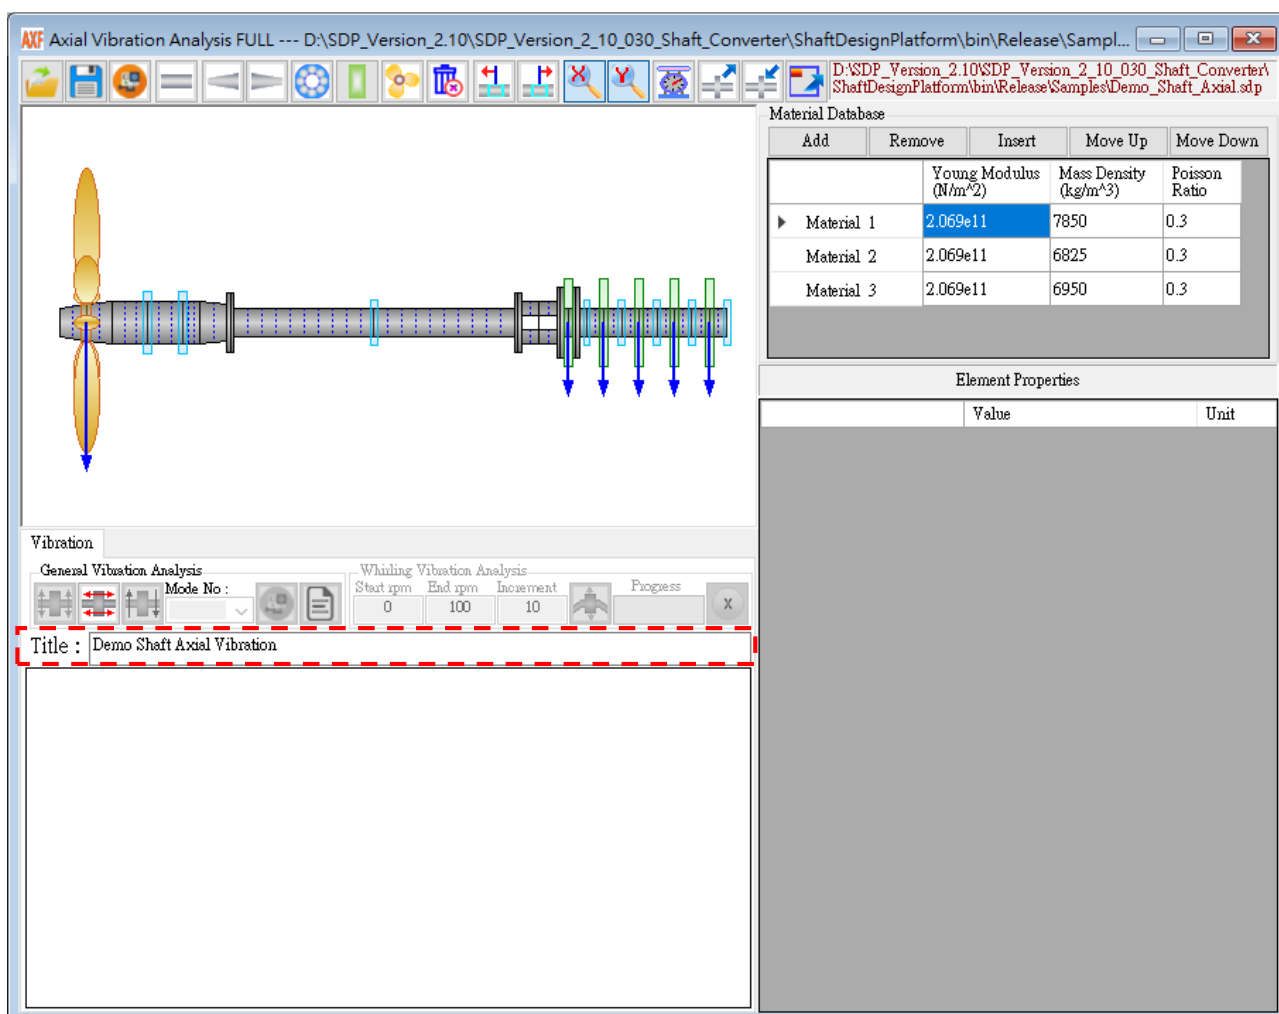 AXF Axial Vibration Analysis FULL --- D:\SDP_Version_2.10\SDP_Version_2_10_030_Shaft_Converter\ShaftDesignPlatform\bin\Release\Sampl...
X Y
D:\SDP_Version_2.10\SDP_Version_2_10_030_Shaft_Converter\
ShaftDesignPlatform\bin\Release\Samples\Demo_Shaft_Axial.sdp
Material Database
Add Remove Insert Move Up Move Down
Young Modulus Mass Density Poisson
(N/m^2) (kg/m^3) Ratio
Material 1 2.069e11 7850 0.3
Material 2 2.069e11 6825 0.3
Material 3 2.069e11 6950 0.3
Element Properties
Value Unit
Vibration
General Vibration Analysis
Mode No :
Whirling Vibration Analysis
Start rpm End rpm Increment Progress
0 100 10 X
Title : Demo Shaft Axial Vibration